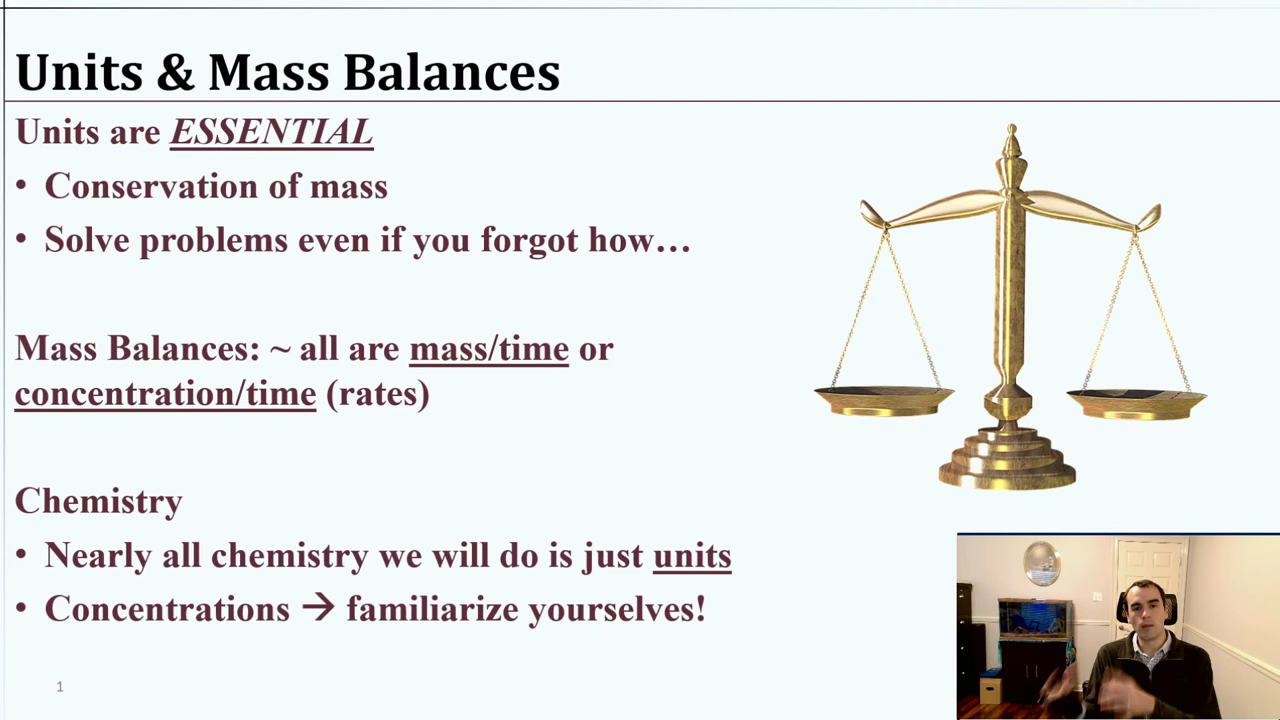 Units & Mass Balances
Units are ESSENTIAL
• Conservation of mass
• Solve problems even if you forgot how…
Mass Balances: ~ all are mass/time or
concentration/time (rates)
Chemistry
• Nearly all chemistry we will do is just units
• Concentrations → familiarize yourselves!
1